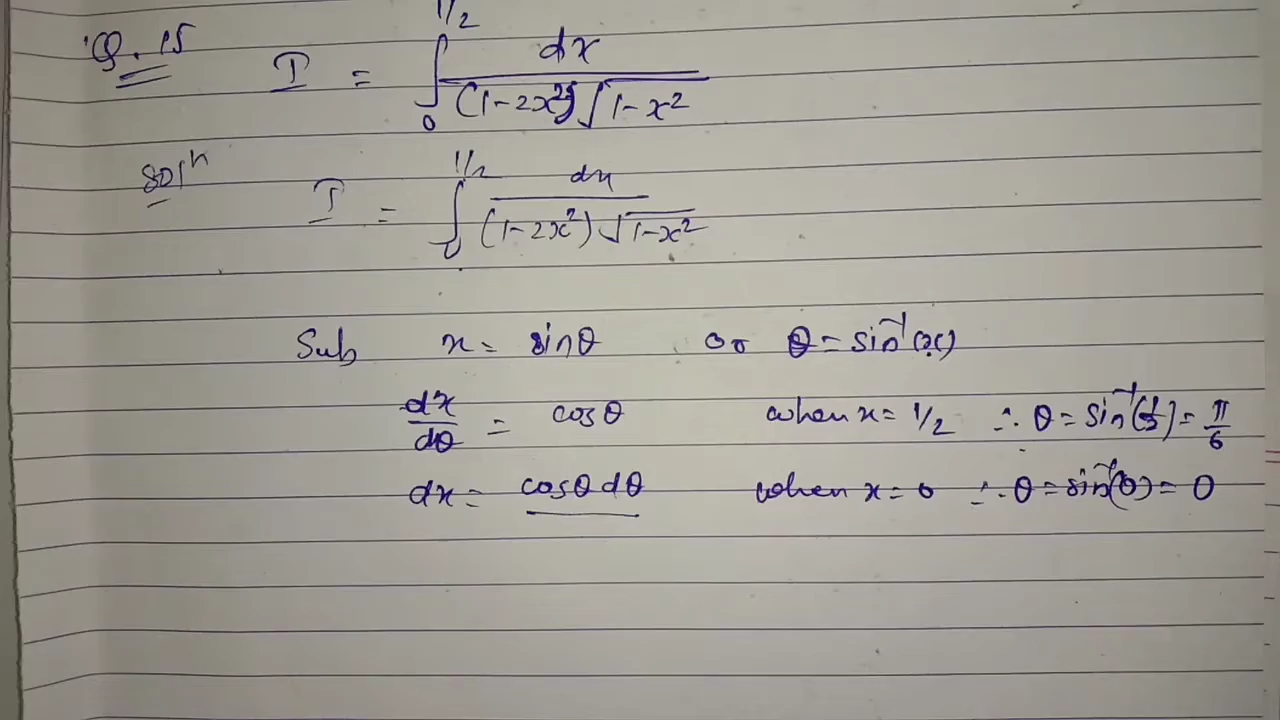 Q.15 I = ∫₀^{1/2} dx / (1-2x²)√1-x²
Solⁿ I = ∫₀^{1/2} dx / (1-2x²)√1-x²
Sub x = sinθ or θ = sin⁻¹(x)
dx/dθ = cosθ when x = 1/2 ∴ θ = sin⁻¹(1/2) = π/6
dx = cosθ dθ when x = 0 ∴ θ = sin⁻¹(0) = 0